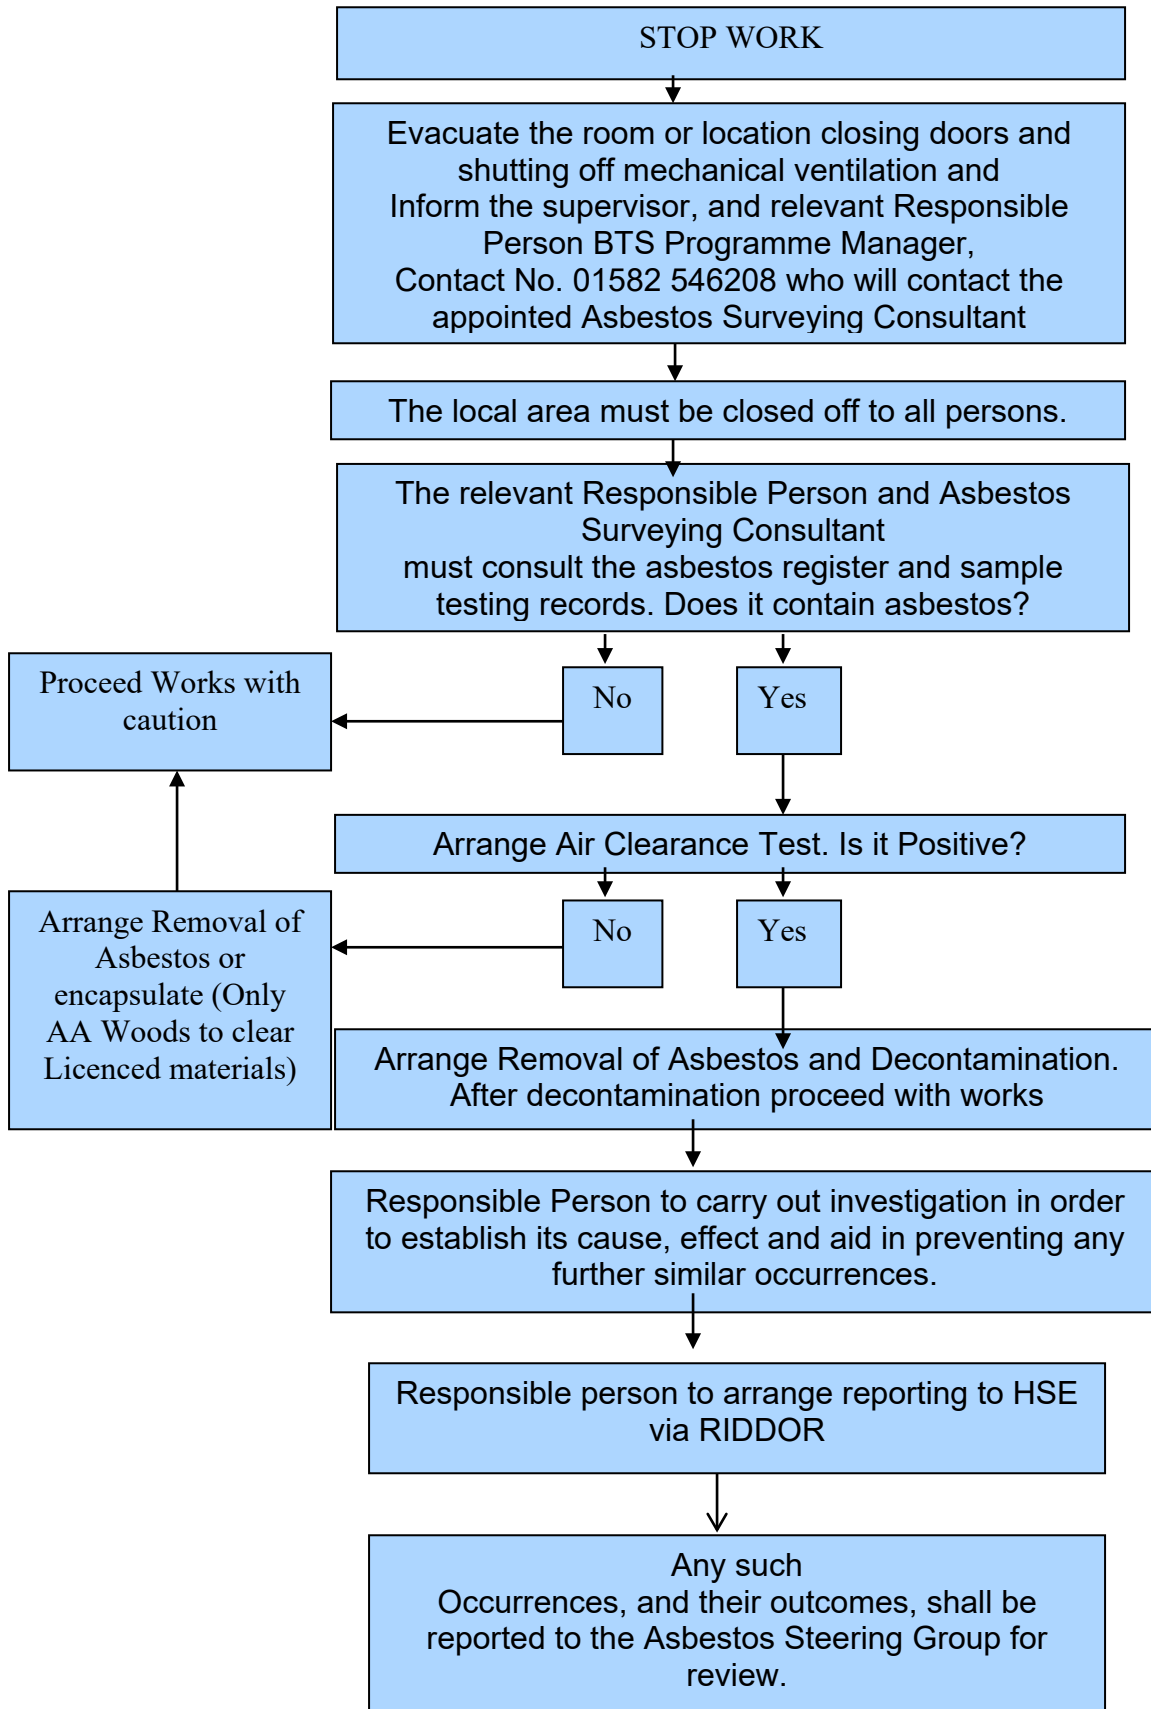 STOP WORK
Evacuate the room or location closing doors and
shutting off mechanical ventilation and
Inform the supervisor, and relevant Responsible
Person BTS Programme Manager,
Contact No. 01582 546208 who will contact the
appointed Asbestos Surveying Consultant
The local area must be closed off to all persons.
The relevant Responsible Person and Asbestos
Surveying Consultant
must consult the asbestos register and sample
testing records. Does it contain asbestos?
Proceed Works with
caution
No
Yes
Arrange Air Clearance Test. Is it Positive?
Arrange Removal of
Asbestos or
encapsulate (Only
AA Woods to clear
Licenced materials)
No
Yes
Arrange Removal of Asbestos and Decontamination.
After decontamination proceed with works
Responsible Person to carry out investigation in order
to establish its cause, effect and aid in preventing any
further similar occurrences.
Responsible person to arrange reporting to HSE
via RIDDOR
Any such
Occurrences, and their outcomes, shall be
reported to the Asbestos Steering Group for
review.